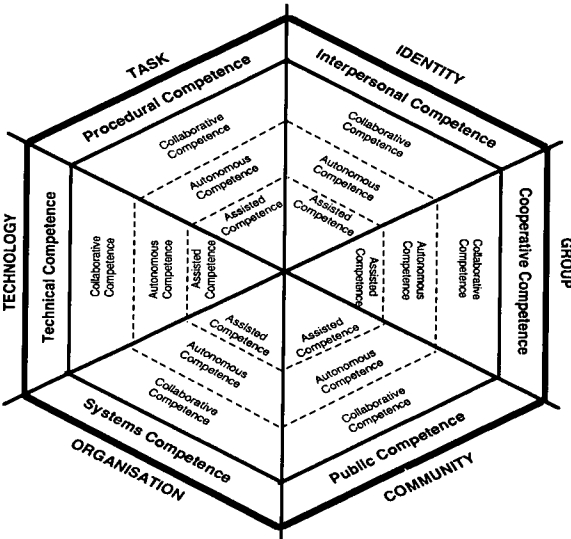 TASK
Procedural Competence
Collaborative
Competence
Autonomous
Competence
Assisted
Competence
IDENTITY
Interpersonal Competence
Collaborative
Competence
Autonomous
Competence
Assisted
Competence
GROUP
Cooperative Competence
Collaborative
Competence
Autonomous
Competence
Assisted
Competence
COMMUNITY
Public Competence
Collaborative
Competence
Autonomous
Competence
Assisted
Competence
ORGANISATION
Systems Competence
Collaborative
Competence
Autonomous
Competence
Assisted
Competence
TECHNOLOGY
Technical Competence
Collaborative
Competence
Autonomous
Competence
Assisted
Competence